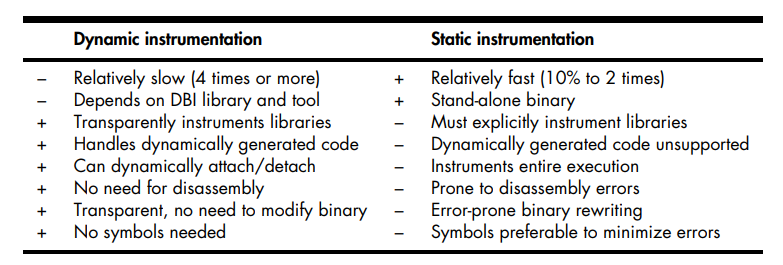 Dynamic instrumentation Static instrumentation
– Relatively slow (4 times or more) + Relatively fast (10% to 2 times)
– Depends on DBI library and tool + Stand-alone binary
+ Transparently instruments libraries – Must explicitly instrument libraries
+ Handles dynamically generated code – Dynamically generated code unsupported
+ Can dynamically attach/detach – Instruments entire execution
+ No need for disassembly – Prone to disassembly errors
+ Transparent, no need to modify binary – Error-prone binary rewriting
+ No symbols needed – Symbols preferable to minimize errors